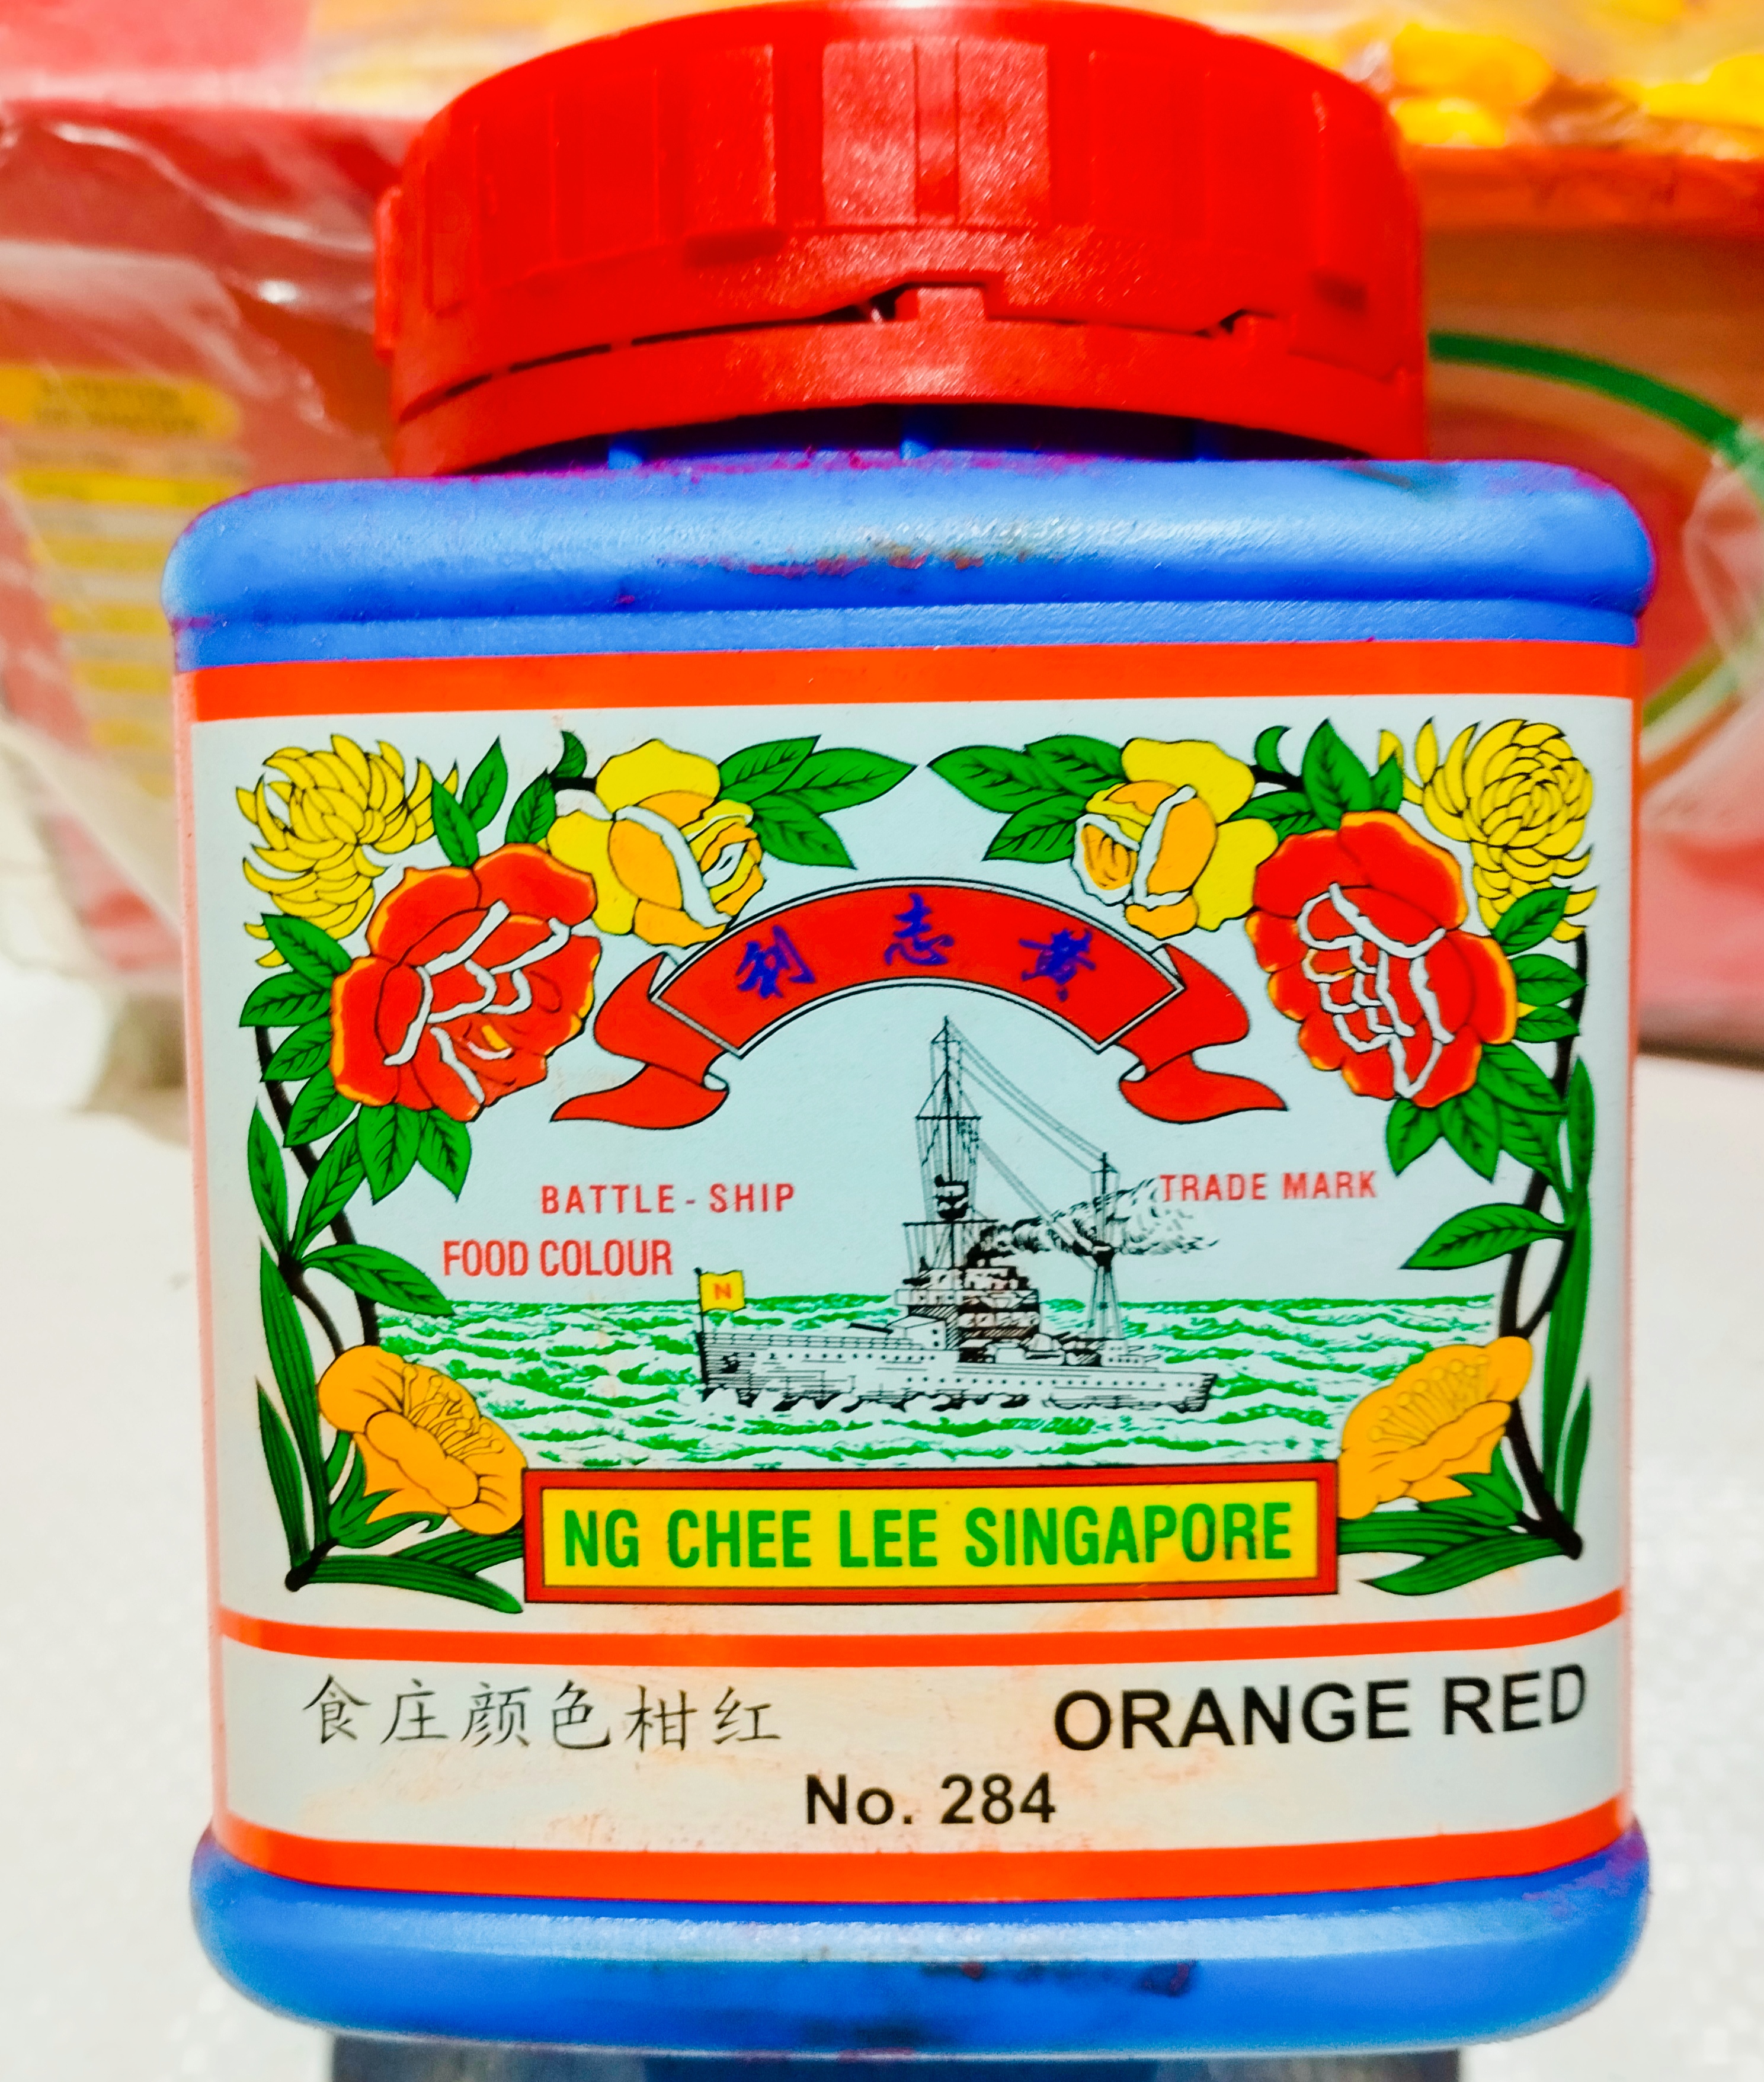 利志黄
BATTLE - SHIP
TRADE MARK
FOOD COLOUR
N
NG CHEE LEE SINGAPORE
食庄颜色柑红
ORANGE RED
No. 284